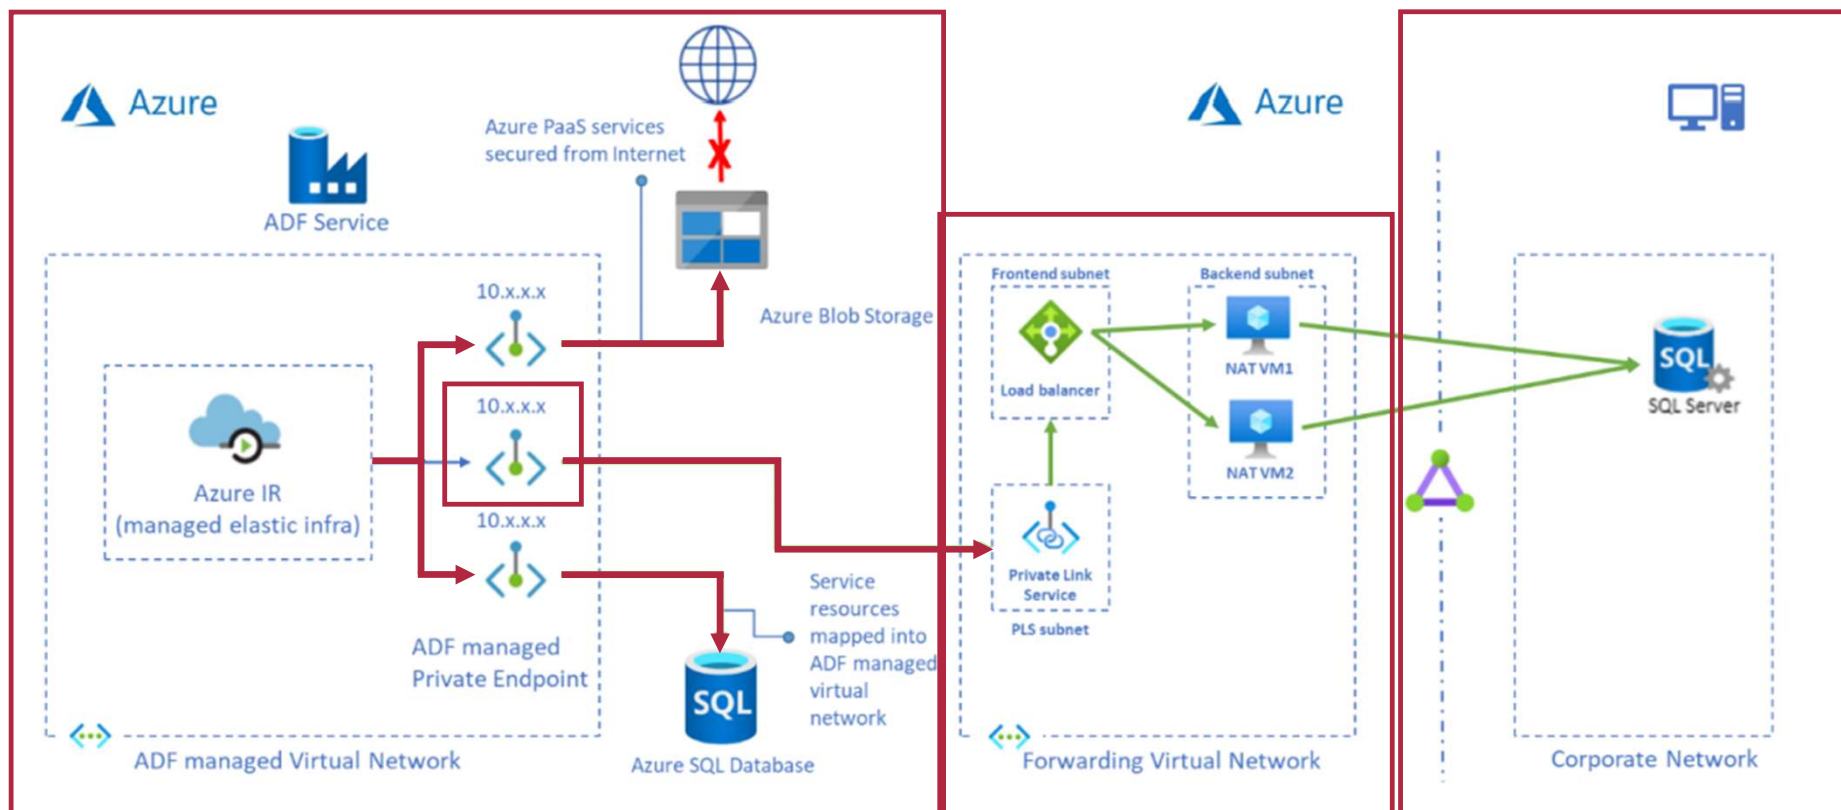 Azure
ADF Service
Azure PaaS services
secured from Internet
Azure Blob Storage
10.x.x.x
10.x.x.x
10.x.x.x
Azure IR
(managed elastic infra)
ADF managed
Private Endpoint
ADF managed Virtual Network
Service
resources
mapped into
ADF managed
virtual
network
SQL
Azure SQL Database
Azure
Frontend subnet
Load balancer
Backend subnet
NAT VM1
NAT VM2
Private Link
Service
PLS subnet
Forwarding Virtual Network
SQL
SQL Server
Corporate Network